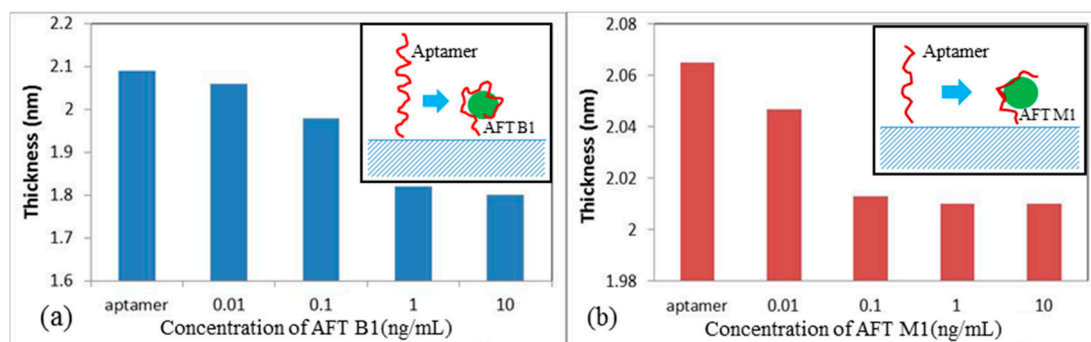 2.2
2.1
2
1.9
1.8
1.7
1.6
Thickness (nm)
Aptamer
AFT B1
aptamer 0.01 0.1 1 10
(a) Concentration of AFT B1(ng/mL)
2.08
2.06
2.04
2.02
2
1.98
Thickness (nm)
Aptamer
AFT M1
aptamer 0.01 0.1 1 10
(b) Concentration of AFT M1(ng/mL)